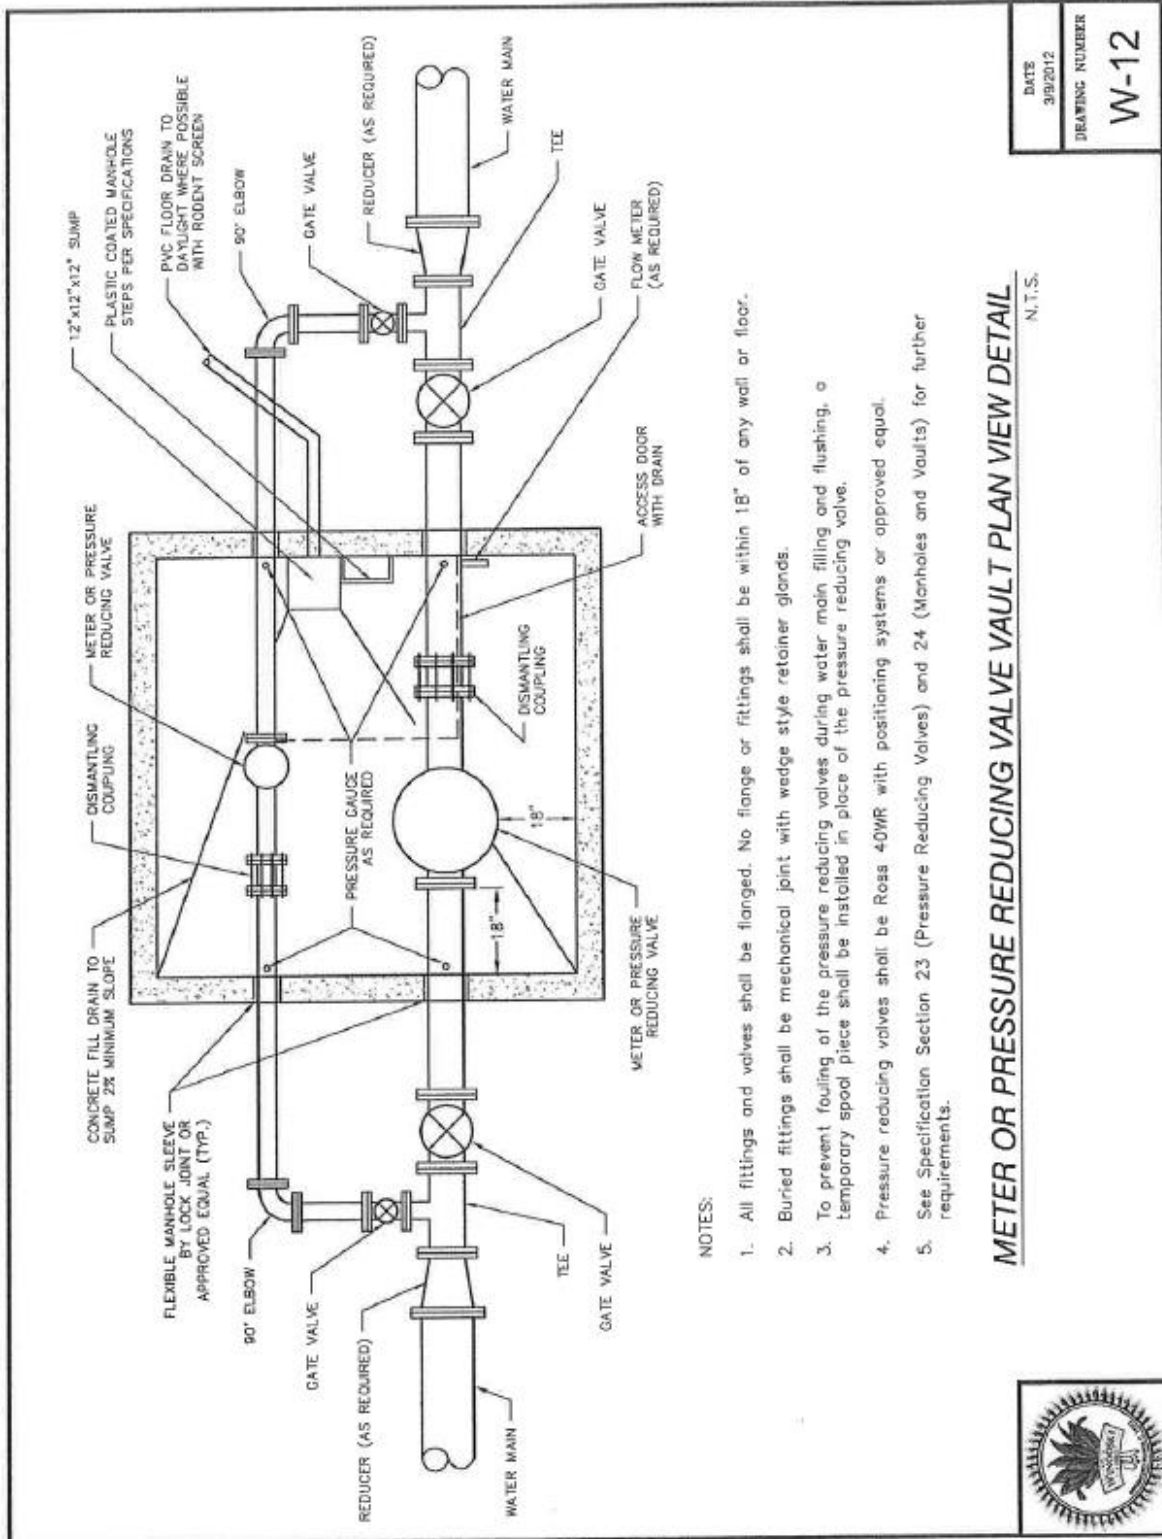 12"x12"x12" SUMP
PLASTIC COATED MANHOLE
STEPS PER SPECIFICATIONS
PVC FLOOR DRAIN TO
DAYLIGHT WHERE POSSIBLE
WITH RODENT SCREEN
90° ELBOW
GATE VALVE
REDUCER (AS REQUIRED)
WATER MAIN
TEE
FLOW METER
(AS REQUIRED)
GATE VALVE
ACCESS DOOR
WITH DRAIN
METER OR PRESSURE
REDUCING VALVE
DISMANTLING
COUPLING
CONCRETE FILL DRAIN TO
SUMP 2% MINIMUM SLOPE
FLEXIBLE MANHOLE SLEEVE
BY LOCK JOINT OR
APPROVED EQUAL (TYP.)
90° ELBOW
GATE VALVE
REDUCER (AS REQUIRED)
WATER MAIN
TEE
GATE VALVE
PRESSURE GAUGE
AS REQUIRED
DISMANTLING
COUPLING
18"
18"
METER OR PRESSURE
REDUCING VALVE
NOTES:
1. All fittings and valves shall be flanged. No flange or fittings shall be within 18" of any wall or floor.
2. Buried fittings shall be mechanical joint with wedge style retainer glands.
3. To prevent fouling of the pressure reducing valves during water main filling and flushing, a
temporary spool piece shall be installed in place of the pressure reducing valve.
4. Pressure reducing valves shall be Ross 40WR with positioning systems or approved equal.
5. See Specification Section 23 (Pressure Reducing Valves) and 24 (Manholes and Vaults) for further
requirements.
METER OR PRESSURE REDUCING VALVE VAULT PLAN VIEW DETAIL
N.T.S.
DATE
3/9/2012
DRAWING NUMBER
W-12
WINOOSKI